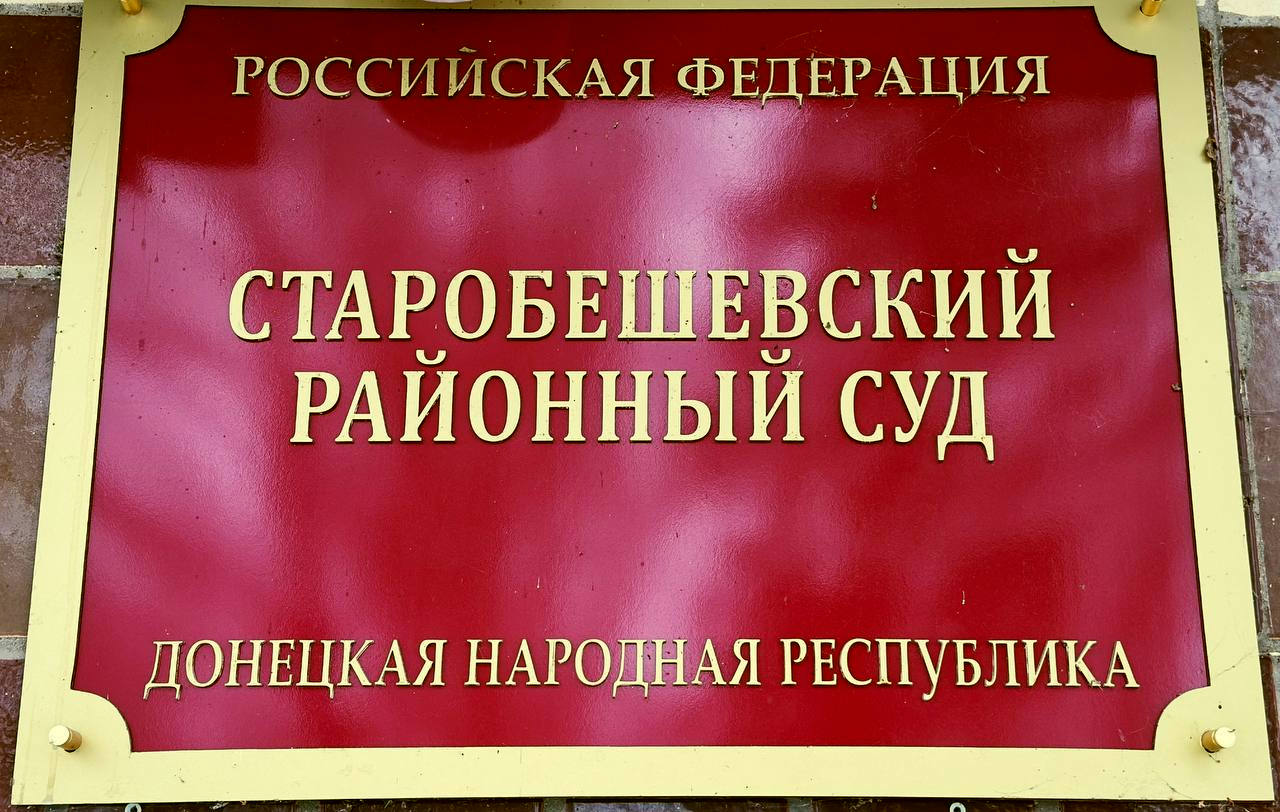 РОССИЙСКАЯ ФЕДЕРАЦИЯ
СТАРОБЕШЕВСКИЙ
РАЙОННЫЙ СУД
ДОНЕЦКАЯ НАРОДНАЯ РЕСПУБЛИКА